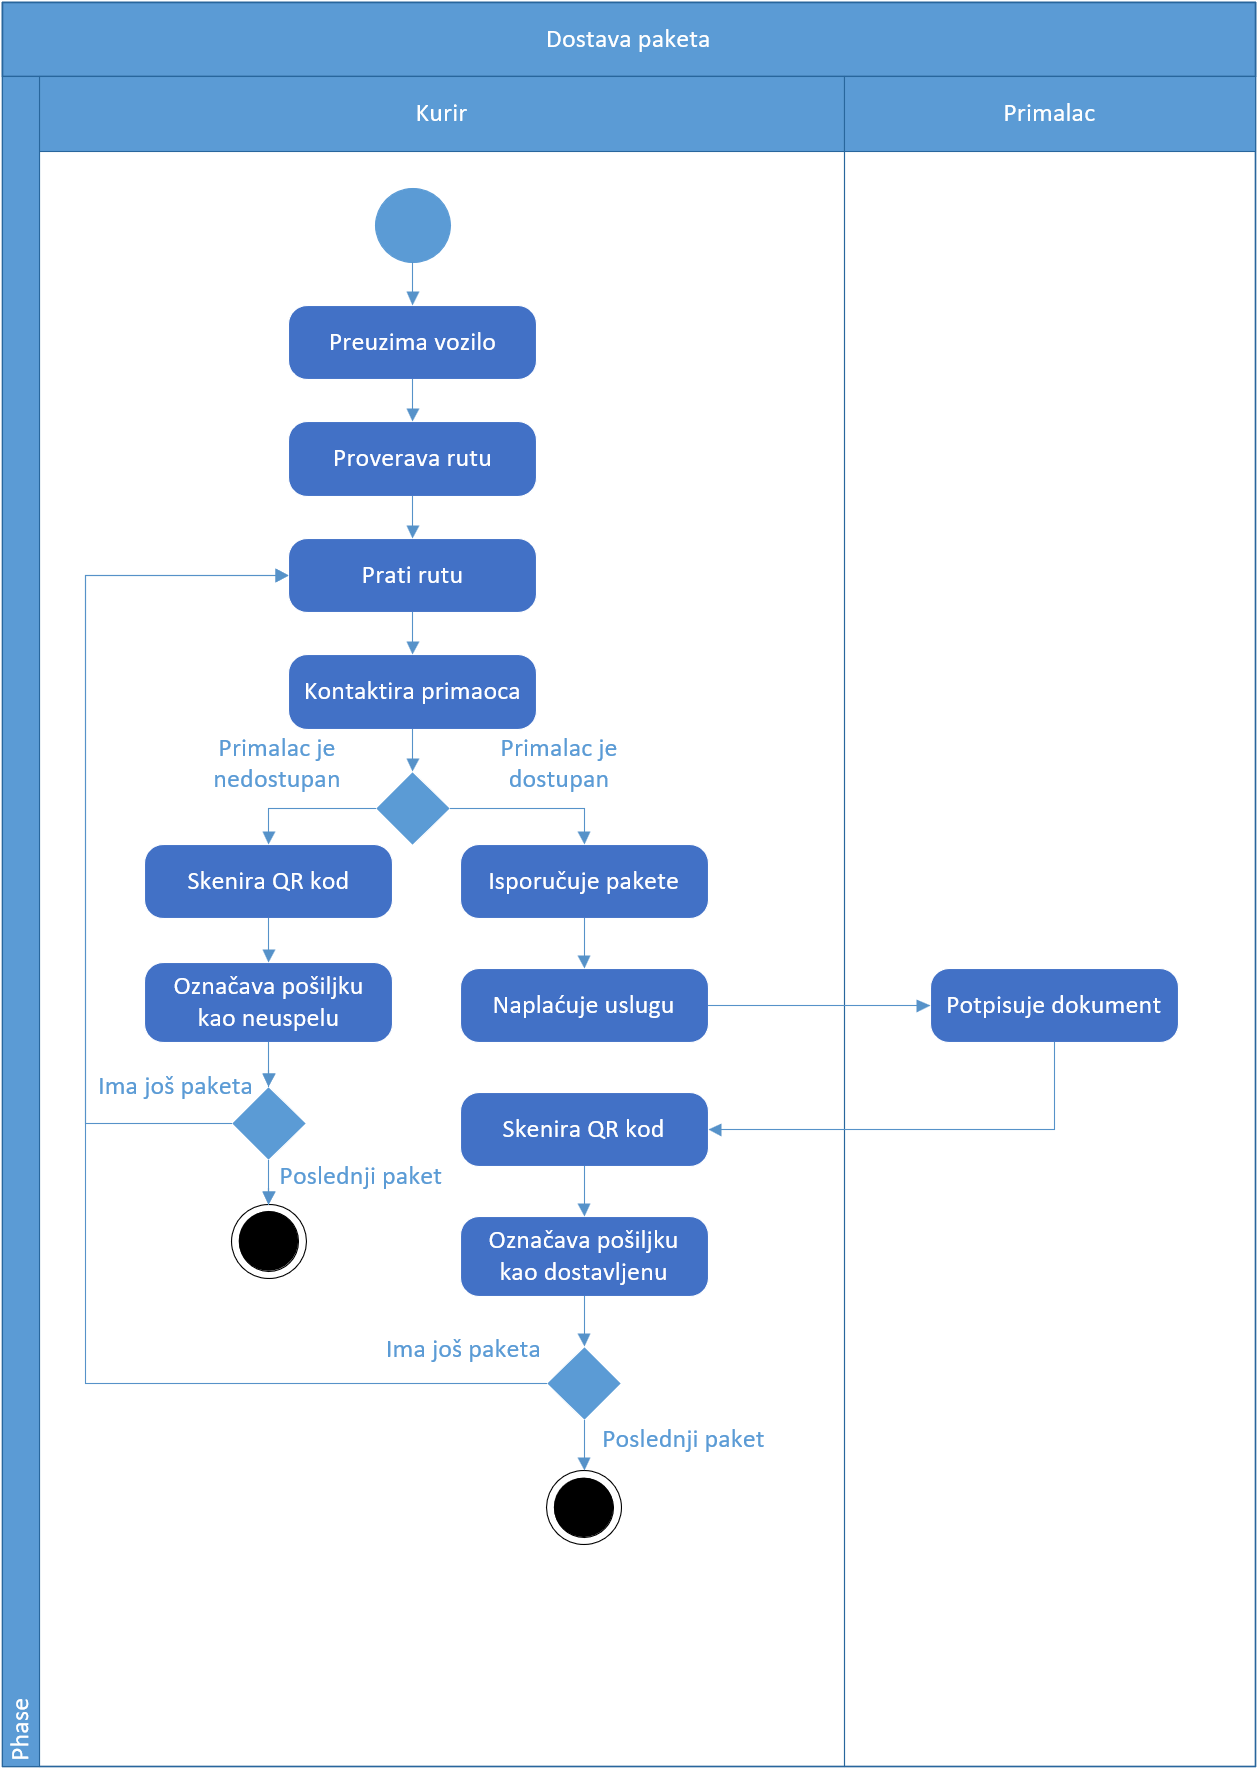 Dostava paketa
Kurir
Primalac
Preuzima vozilo
Proverava rutu
Prati rutu
Kontaktira primaoca
Primalac je
nedostupan
Primalac je
dostupan
Skenira QR kod
Isporučuje pakete
Označava pošiljku
kao neuspelu
Naplaćuje uslugu
Potpisuje dokument
Ima još paketa
Skenira QR kod
Poslednji paket
Označava pošiljku
kao dostavljenu
Ima još paketa
Poslednji paket
Phase